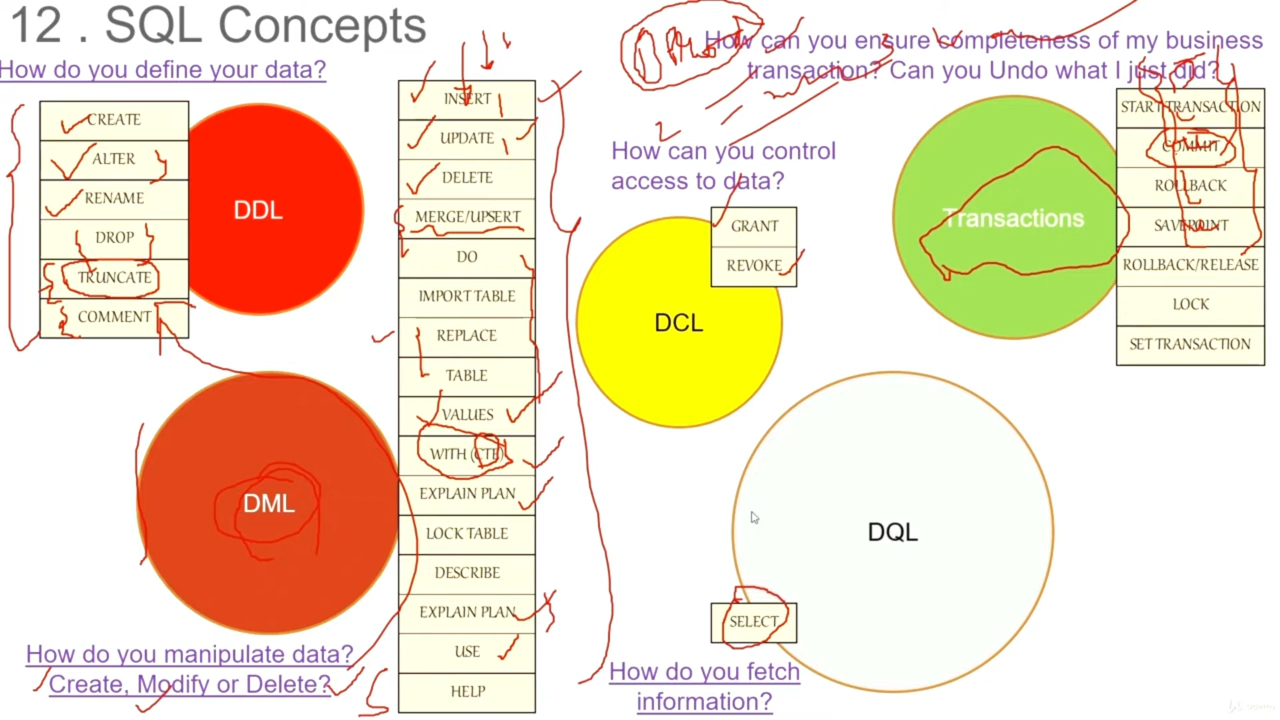 12 . SQL Concepts
How do you define your data?
CREATE
ALTER
RENAME
DROP
TRUNCATE
COMMENT
DDL
INSERT
UPDATE
DELETE
MERGE/UPSERT
DO
IMPORT TABLE
REPLACE
TABLE
VALUES
WITH (CTE)
EXPLAIN PLAN
LOCK TABLE
DESCRIBE
EXPLAIN PLAN
USE
HELP
DML
How do you manipulate data?
Create, Modify or Delete?
How can you control
access to data?
GRANT
REVOKE
DCL
How can you ensure completeness of my business
transaction? Can you Undo what I just did?
START TRANSACTION
COMMIT
ROLLBACK
SAVEPOINT
ROLLBACK/RELEASE
LOCK
SET TRANSACTION
Transactions
DQL
SELECT
How do you fetch
information?
2